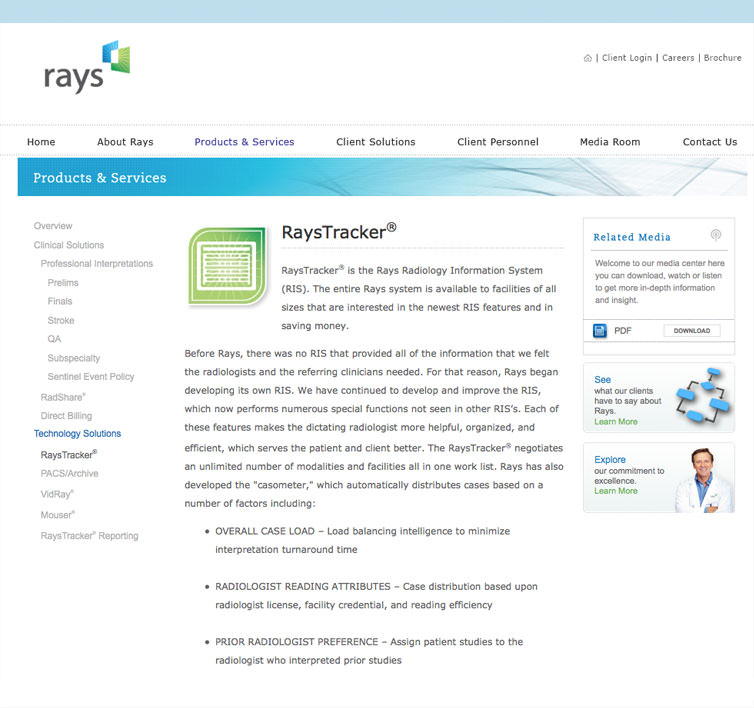 rays
Client Login | Careers | Brochure
Home
About Rays
Products & Services
Client Solutions
Client Personnel
Media Room
Contact Us
Products & Services
Overview
Clinical Solutions
Professional Interpretations
Prelims
Finals
Stroke
QA
Subspecialty
Sentinel Event Policy
RadShare®
Direct Billing
Technology Solutions
RaysTracker®
PACS/Archive
VidRay®
Mouser®
RaysTracker® Reporting
RaysTracker®
RaysTracker® is the Rays Radiology Information System
(RIS). The entire Rays system is available to facilities of all
sizes that are interested in the newest RIS features and in
saving money.
Before Rays, there was no RIS that provided all of the information that we felt
the radiologists and the referring clinicians needed. For that reason, Rays began
developing its own RIS. We have continued to develop and improve the RIS,
which now performs numerous special functions not seen in other RIS's. Each of
these features makes the dictating radiologist more helpful, organized, and
efficient, which serves the patient and client better. The RaysTracker® negotiates
an unlimited number of modalities and facilities all in one work list. Rays has also
developed the "casometer," which automatically distributes cases based on a
number of factors including:
• OVERALL CASE LOAD – Load balancing intelligence to minimize
interpretation turnaround time
• RADIOLOGIST READING ATTRIBUTES – Case distribution based upon
radiologist license, facility credential, and reading efficiency
• PRIOR RADIOLOGIST PREFERENCE – Assign patient studies to the
radiologist who interpreted prior studies
Related Media
Welcome to our media center here
you can download, watch or listen
to get more in-depth information
and insight.
PDF
DOWNLOAD
See
what our clients
have to say about
Rays.
Learn More
Explore
our commitment to
excellence.
Learn More